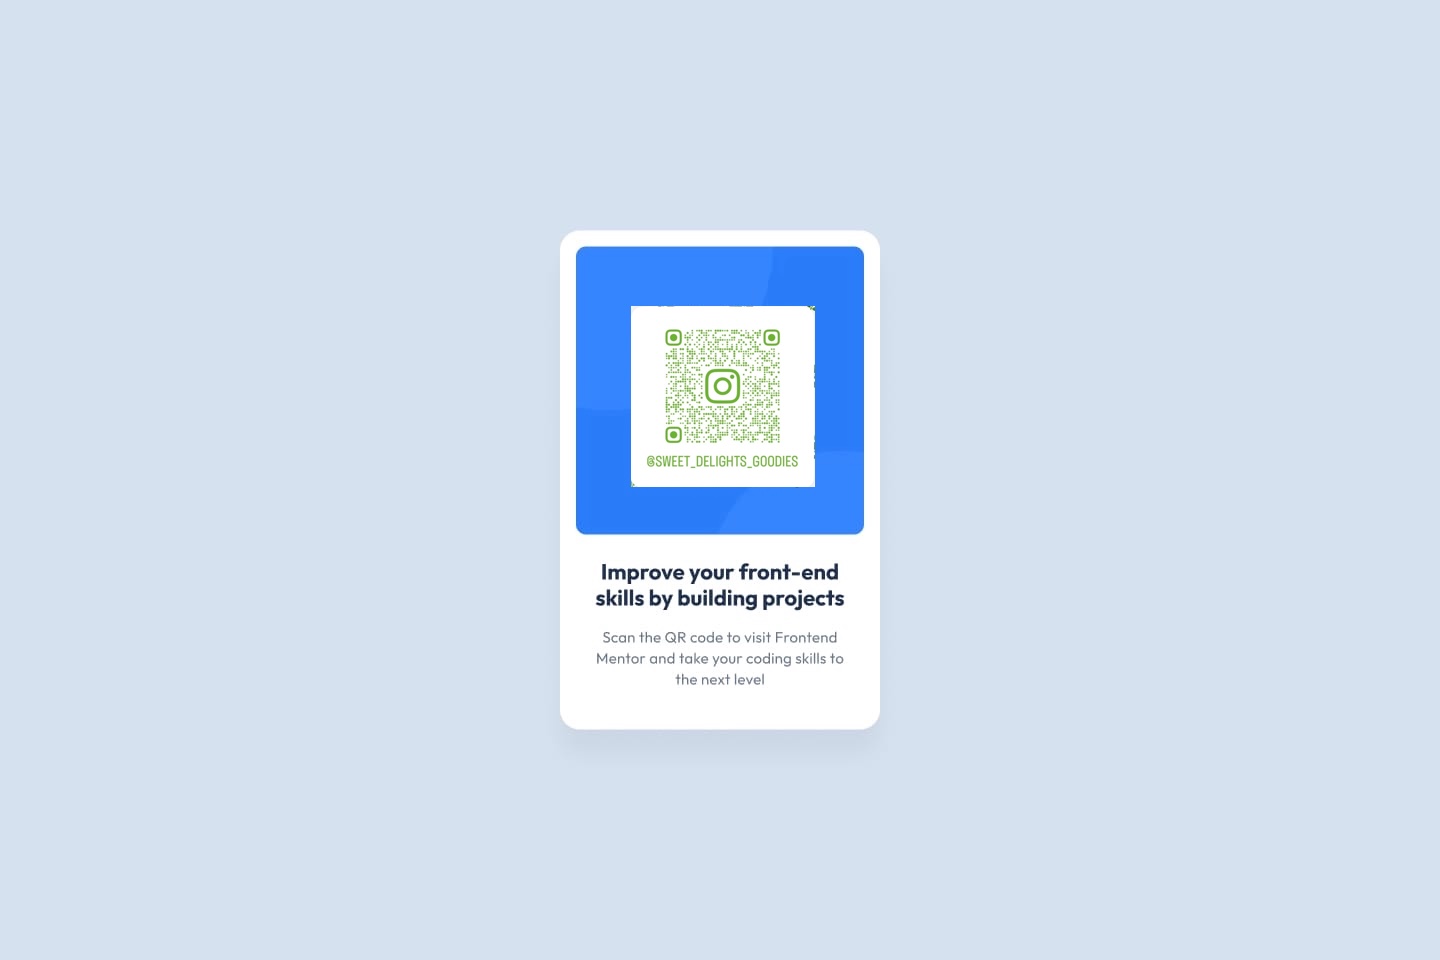 @SWEET_DELIGHTS_GOODIES
Improve your front-end
skills by building projects
Scan the QR code to visit Frontend
Mentor and take your coding skills to
the next level